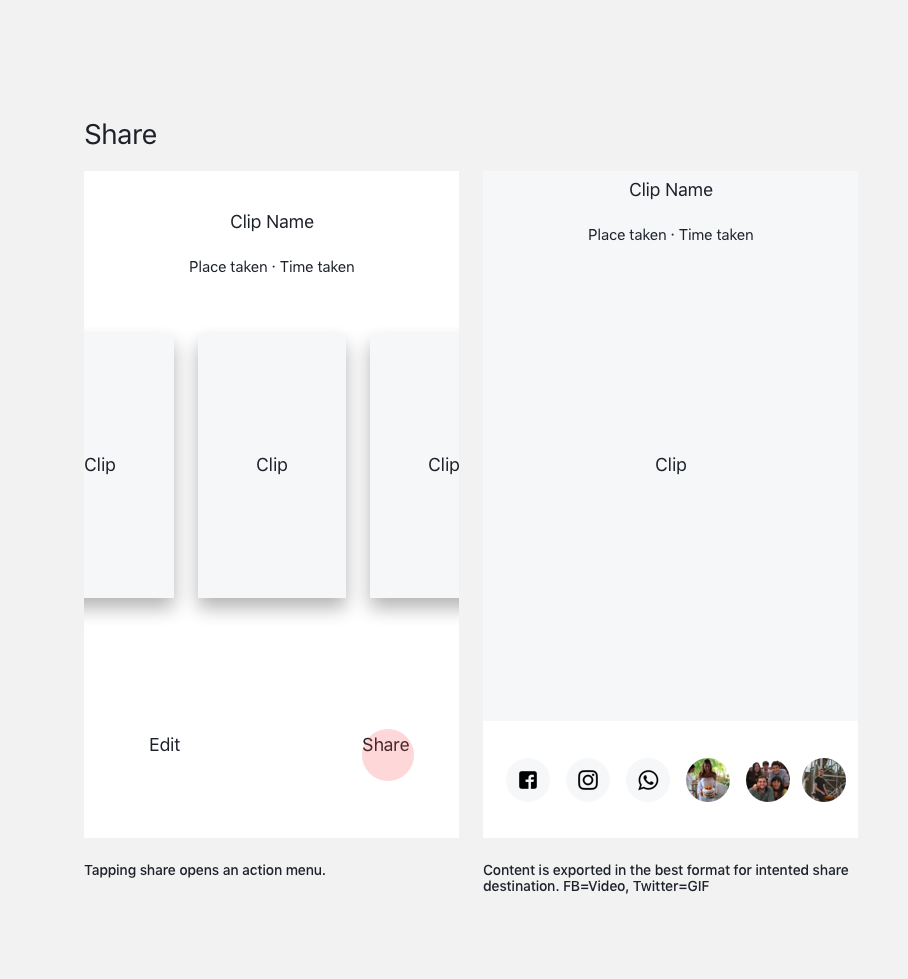 Share
Clip Name
Place taken · Time taken
Clip
Clip
Clip
Edit
Share
Tapping share opens an action menu.
Clip Name
Place taken · Time taken
Clip
Content is exported in the best format for intented share
destination. FB=Video, Twitter=GIF